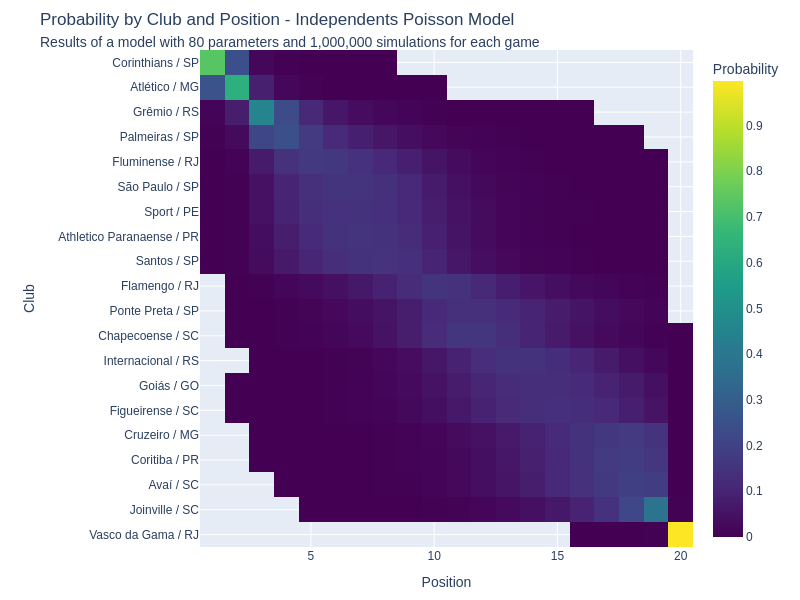 Probability by Club and Position - Independents Poisson Model
Results of a model with 80 parameters and 1,000,000 simulations for each game
Probability
Corinthians / SP
Atlético / MG
Grêmio / RS
Palmeiras / SP
Fluminense / RJ
São Paulo / SP
Sport / PE
Athletico Paranaense / PR
Santos / SP
Flamengo / RJ
Ponte Preta / SP
Chapecoense / SC
Internacional / RS
Goiás / GO
Figueirense / SC
Cruzeiro / MG
Coritiba / PR
Avaí / SC
Joinville / SC
Vasco da Gama / RJ
Club
5
10
15
20
Position
0.9
0.8
0.7
0.6
0.5
0.4
0.3
0.2
0.1
0